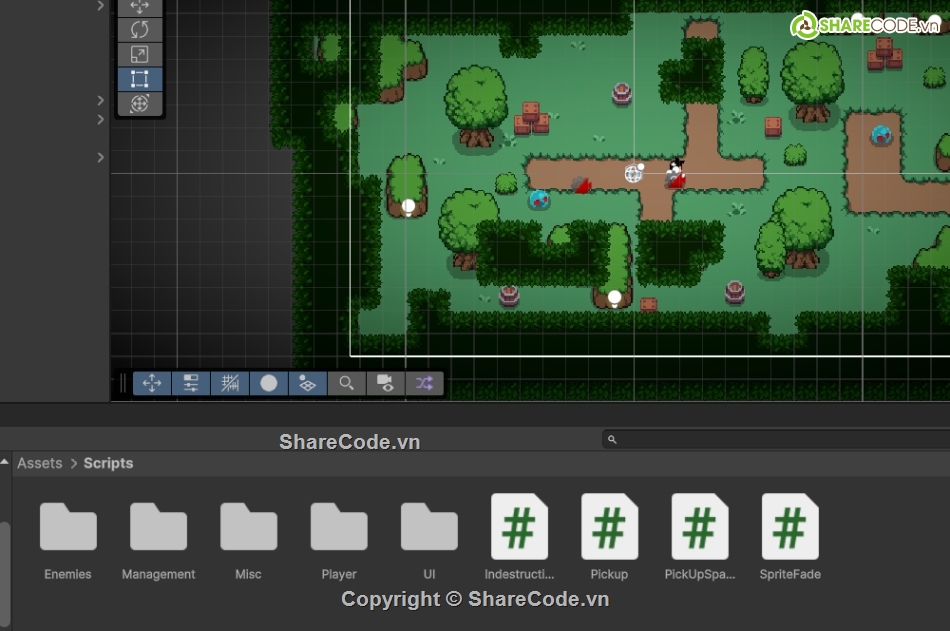 SHARECODE.vn
ShareCode.vn
Assets > Scripts
Enemies Management Misc Player UI Indestructi... Pickup PickUpSpa... SpriteFade
Copyright © ShareCode.vn